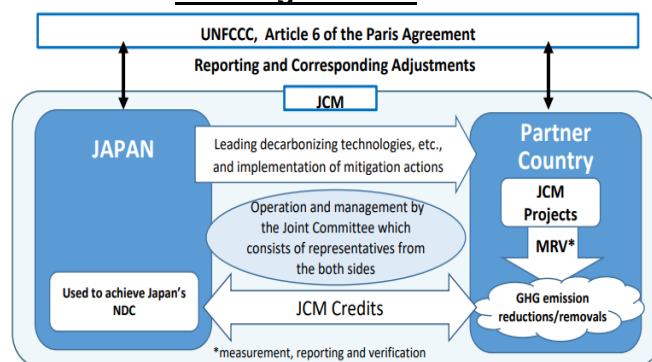 UNFCCC, Article 6 of the Paris Agreement
Reporting and Corresponding Adjustments
JCM
JAPAN
Leading decarbonizing technologies, etc.,
and implementation of mitigation actions
Partner
Country
Operation and management by
the Joint Committee which
consists of representatives from
the both sides
JCM
Projects
MRV*
Used to achieve Japan's
NDC
JCM Credits
GHG emission
reductions/removals
*measurement, reporting and verification